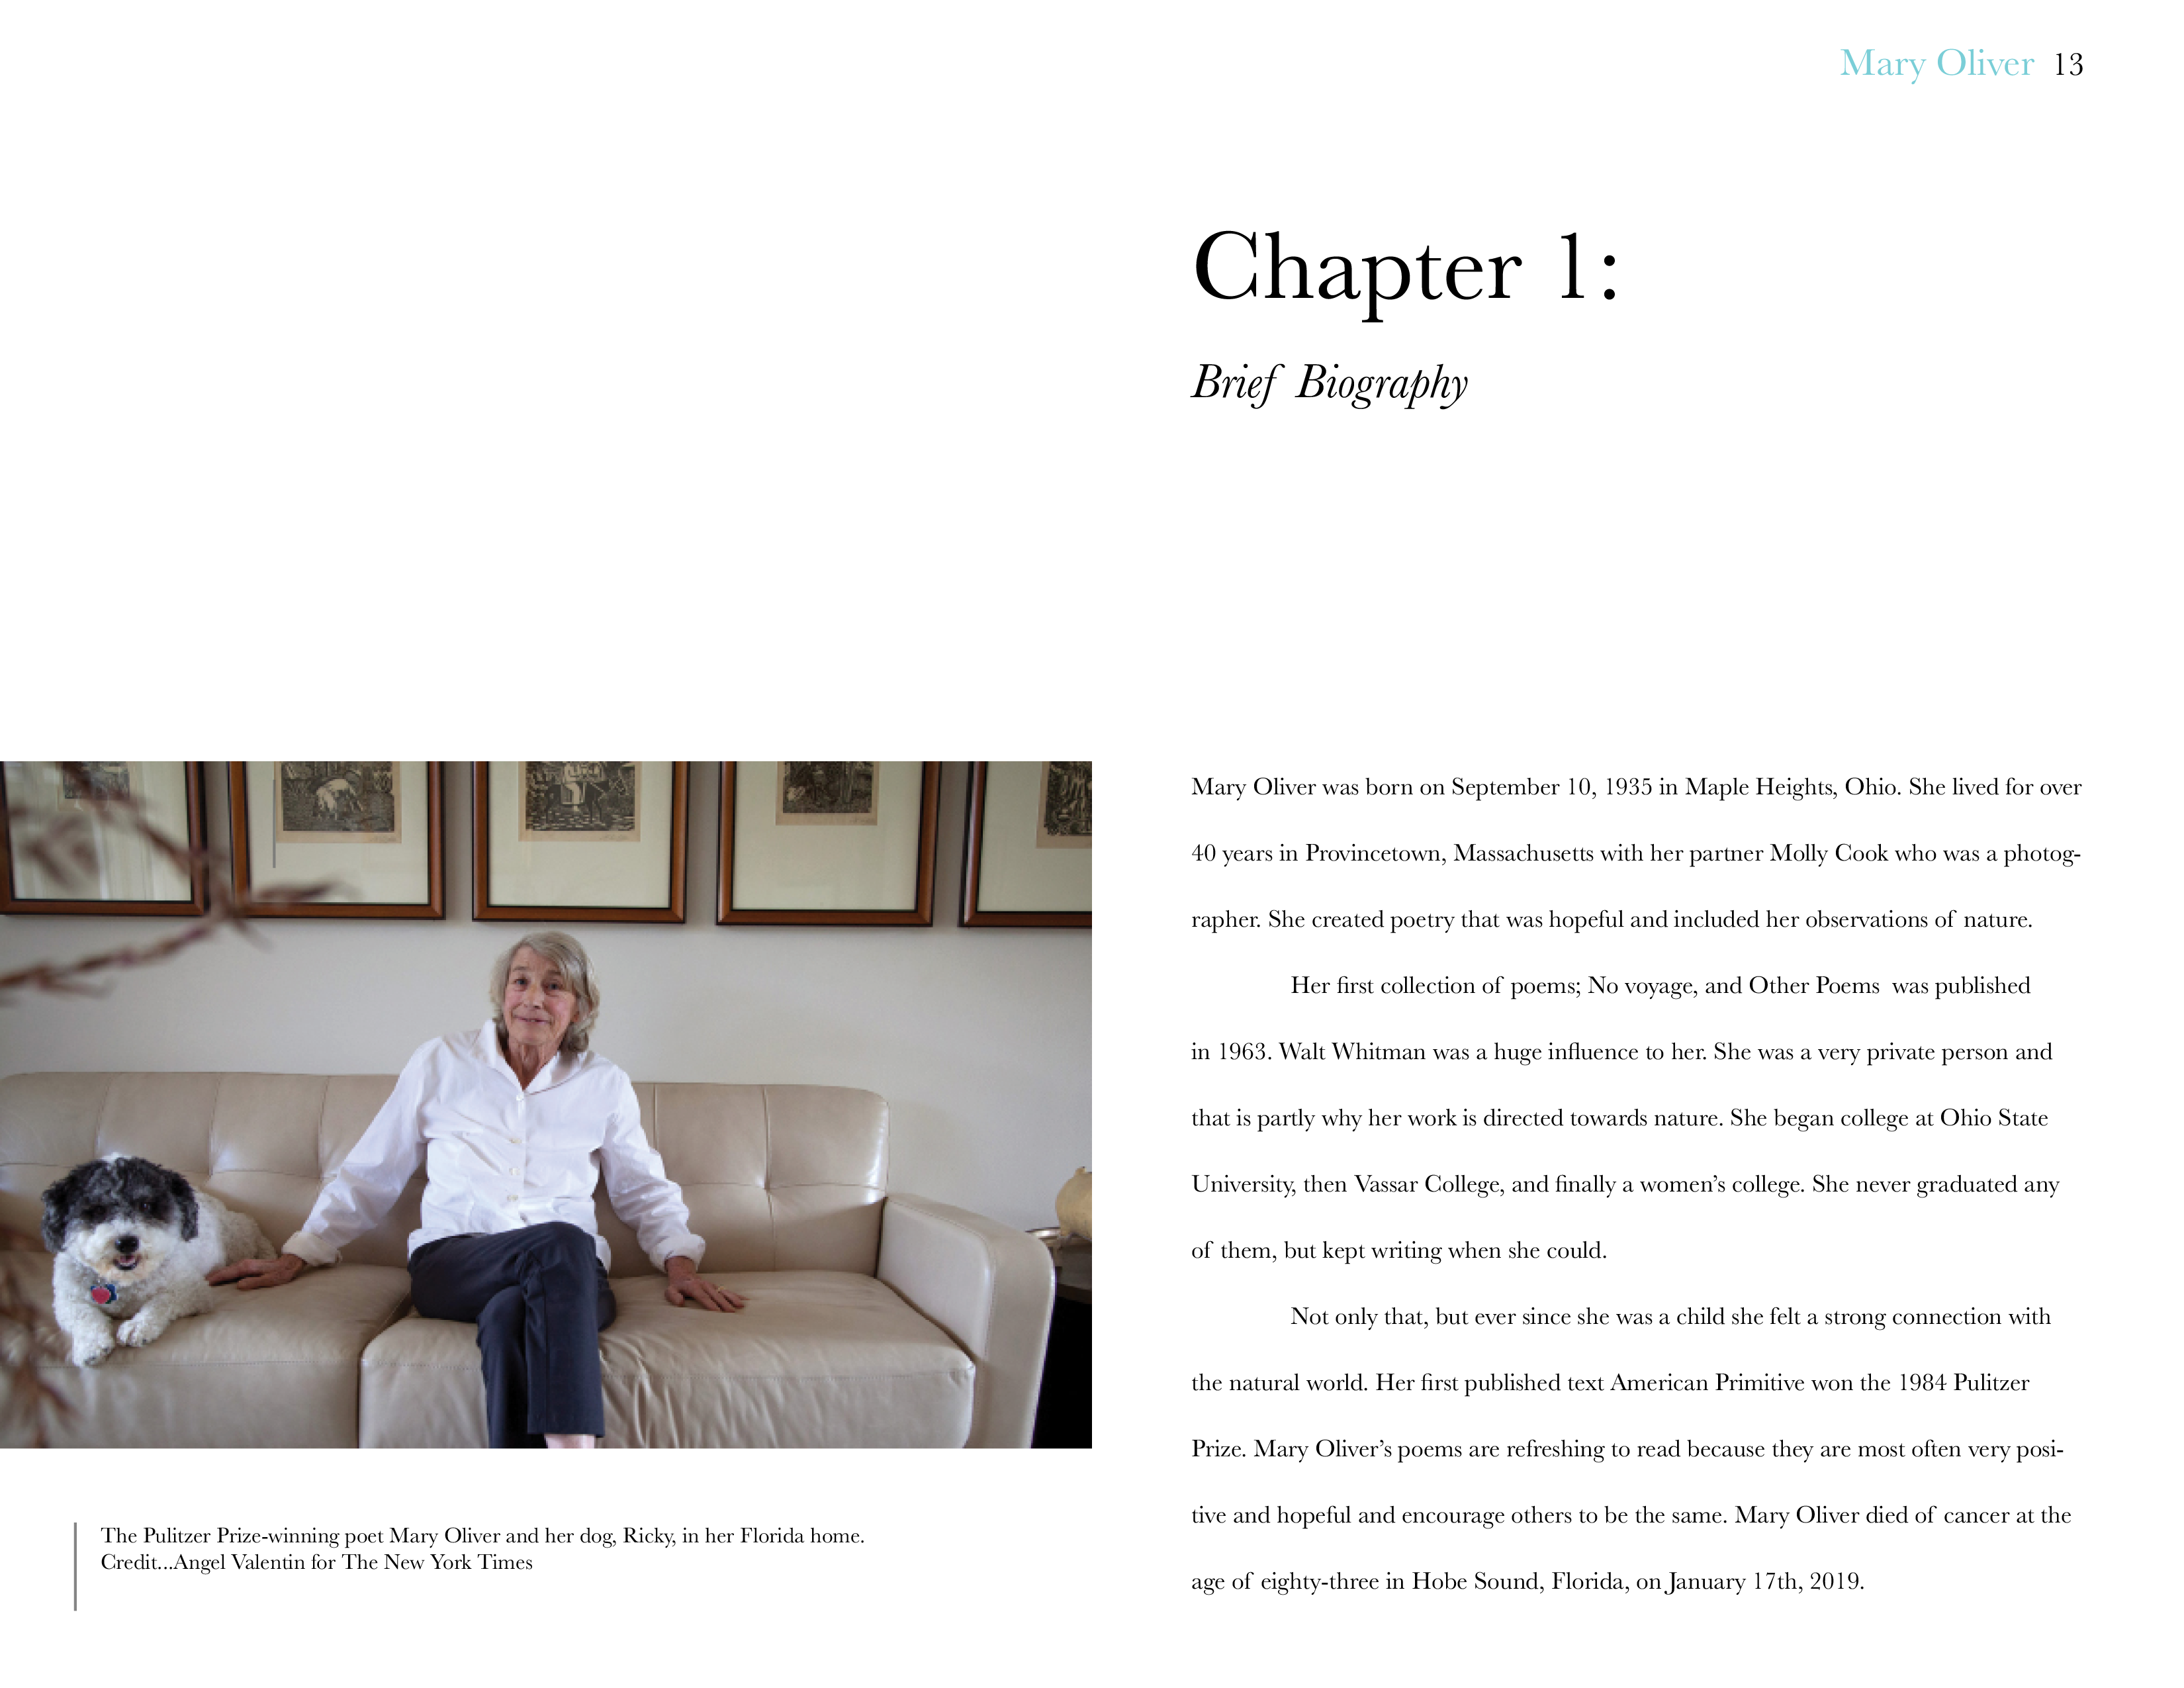 Mary Oliver 13
Chapter 1:
Brief Biography
Mary Oliver was born on September 10, 1935 in Maple Heights, Ohio. She lived for over
40 years in Provincetown, Massachusetts with her partner Molly Cook who was a photog-
rapher. She created poetry that was hopeful and included her observations of nature.
Her first collection of poems; No voyage, and Other Poems was published
in 1963. Walt Whitman was a huge influence to her. She was a very private person and
that is partly why her work is directed towards nature. She began college at Ohio State
University, then Vassar College, and finally a women’s college. She never graduated any
of them, but kept writing when she could.
Not only that, but ever since she was a child she felt a strong connection with
the natural world. Her first published text American Primitive won the 1984 Pulitzer
Prize. Mary Oliver’s poems are refreshing to read because they are most often very posi-
tive and hopeful and encourage others to be the same. Mary Oliver died of cancer at the
age of eighty-three in Hobe Sound, Florida, on January 17th, 2019.
The Pulitzer Prize-winning poet Mary Oliver and her dog, Ricky, in her Florida home.
Credit...Angel Valentin for The New York Times